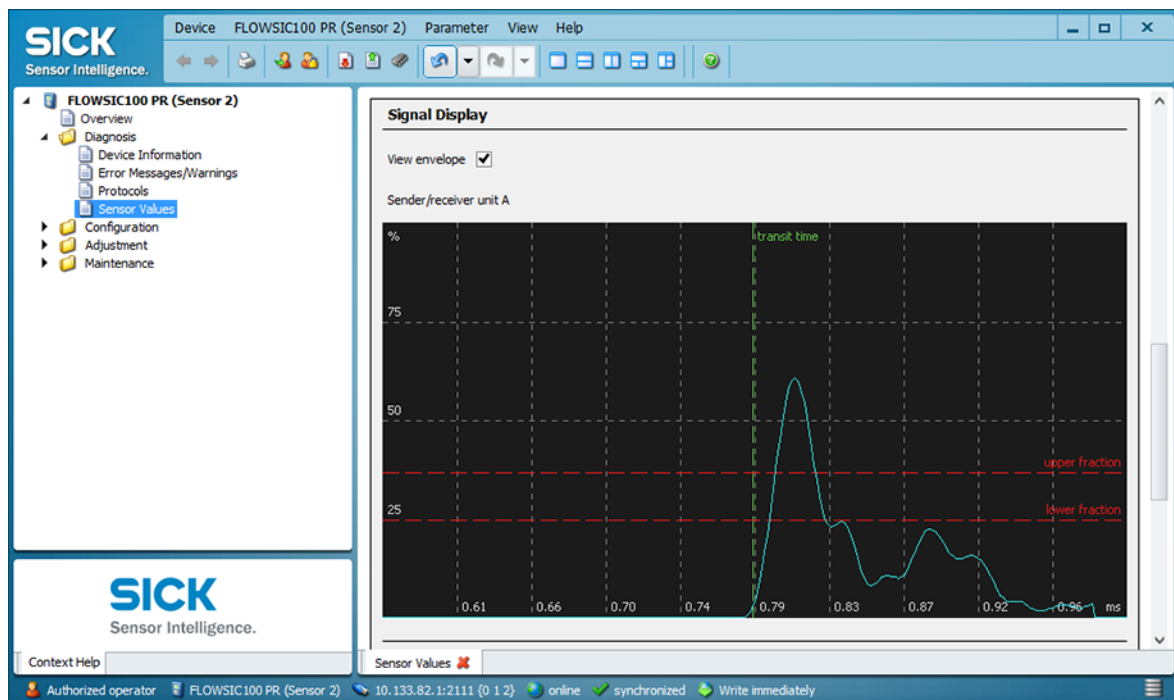 SICK
Sensor Intelligence.
Device FLOWSIC100 PR (Sensor 2) Parameter View Help
FLOWSIC100 PR (Sensor 2)
Overview
Diagnosis
Device Information
Error Messages/Warnings
Protocols
Sensor Values
Configuration
Adjustment
Maintenance
SICK
Sensor Intelligence.
Context Help
Signal Display
View envelope
Sender/receiver unit A
%
transit time
75
50
upper fraction
25
lower fraction
0.61 0.66 0.70 0.74 0.79 0.83 0.87 0.92 0.96 ms
Sensor Values
Authorized operator FLOWSIC100 PR (Sensor 2) 10.133.82.1:2111 {0 1 2} online synchronized Write immediately